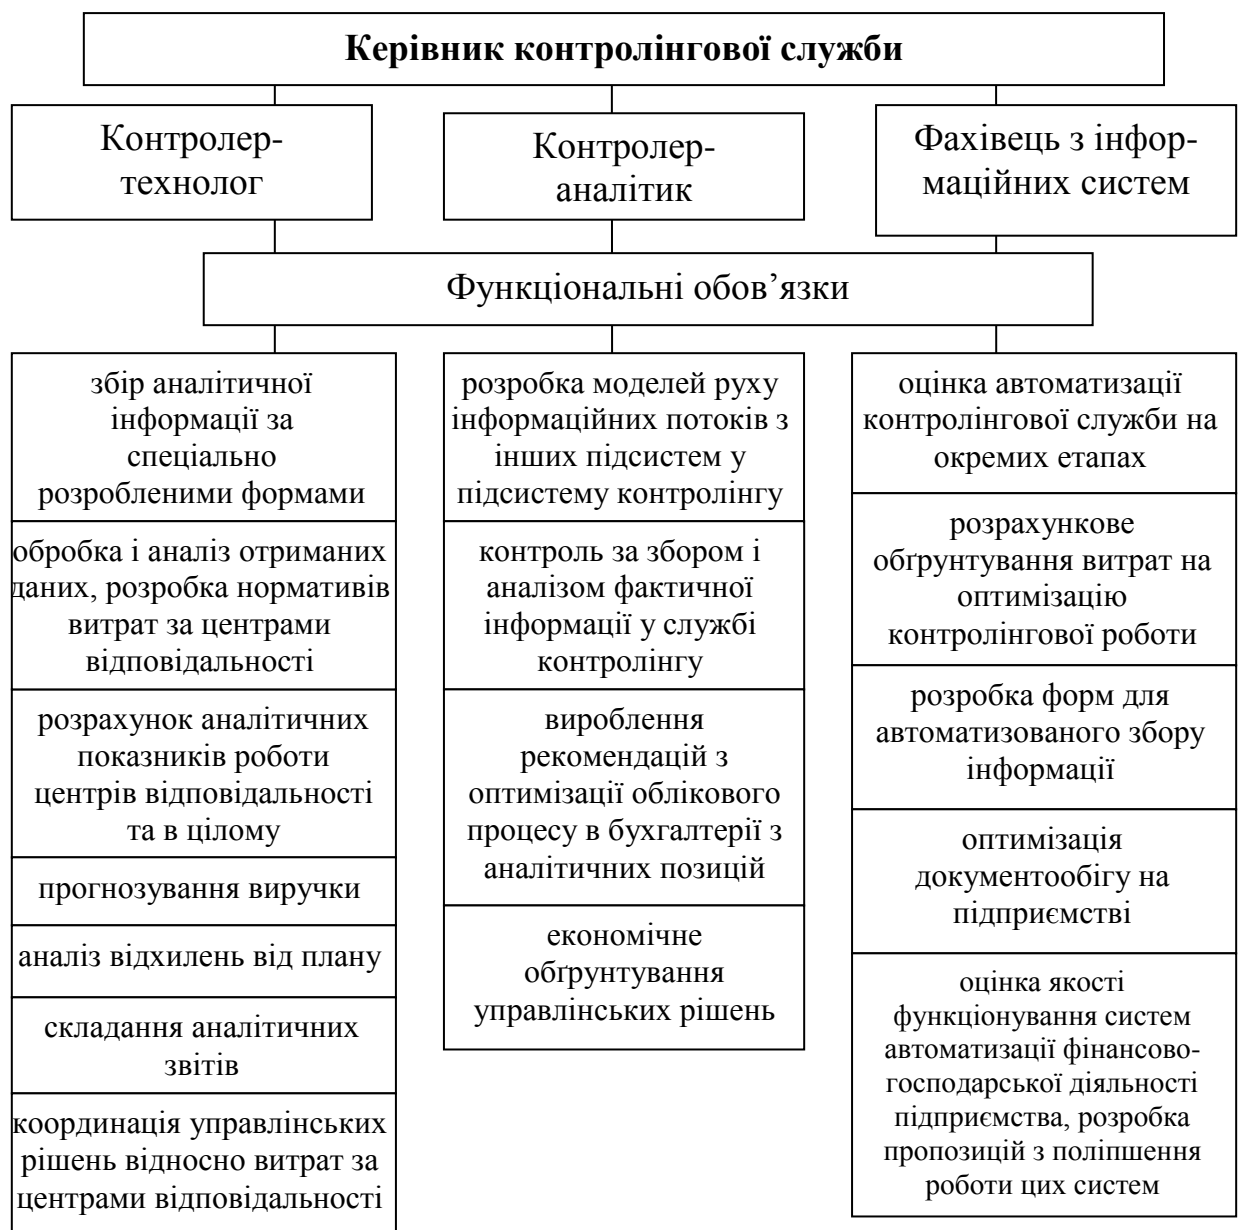 Керівник контролінгової служби
Контролер-
технолог
Контролер-
аналітик
Фахівець з інфор-
маційних систем
Функціональні обов’язки
збір аналітичної
інформації за
спеціально
розробленими формами
обробка і аналіз отриманих
даних, розробка нормативів
витрат за центрами
відповідальності
розрахунок аналітичних
показників роботи
центрів відповідальності
та в цілому
прогнозування виручки
аналіз відхилень від плану
складання аналітичних
звітів
координація управлінських
рішень відносно витрат за
центрами відповідальності
розробка моделей руху
інформаційних потоків з
інших підсистем у
підсистему контролінгу
контроль за збором і
аналізом фактичної
інформації у службі
контролінгу
вироблення
рекомендацій з
оптимізації облікового
процесу в бухгалтерії з
аналітичних позицій
економічне
обґрунтування
управлінських рішень
оцінка автоматизації
контролінгової служби на
окремих етапах
розрахункове
обґрунтування витрат на
оптимізацію
контролінгової роботи
розробка форм для
автоматизованого збору
інформації
оптимізація
документообігу на
підприємстві
оцінка якості
функціонування систем
автоматизації фінансово-
господарської діяльності
підприємства, розробка
пропозицій з поліпшення
роботи цих систем